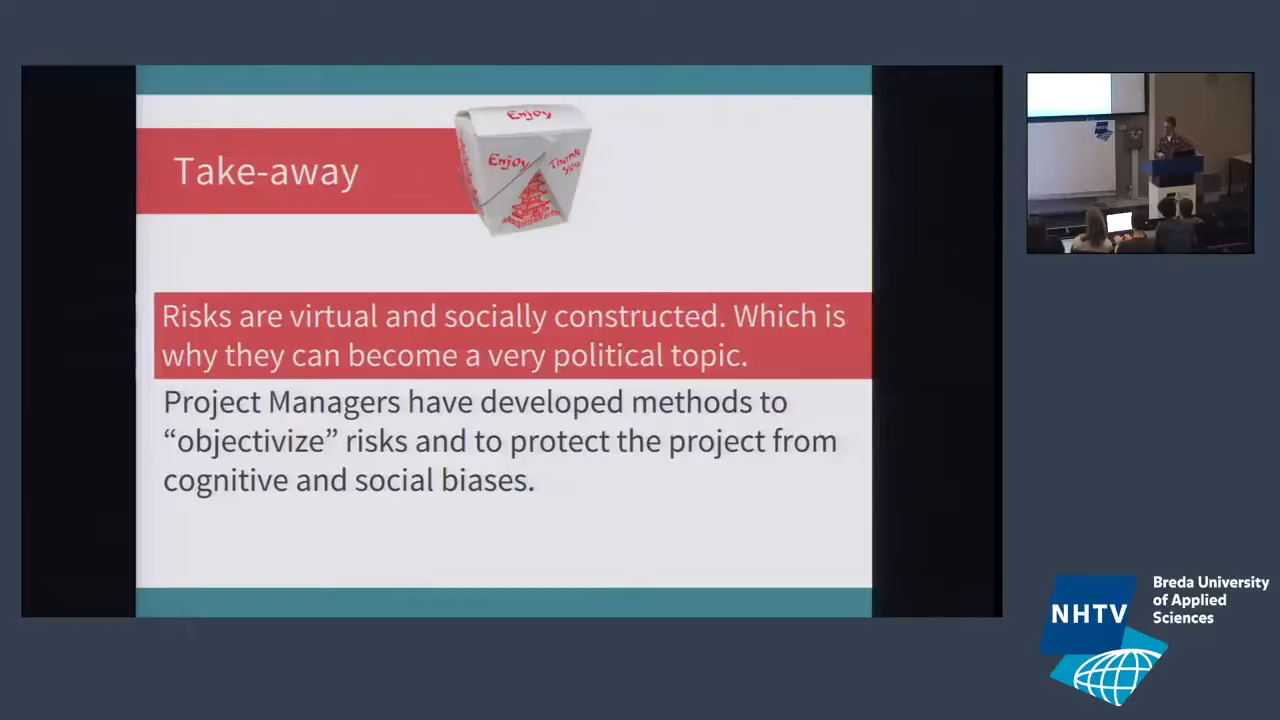 Take-away
Enjoy
Enjoy
Thank
You
Risks are virtual and socially constructed. Which is
why they can become a very political topic.
Project Managers have developed methods to
“objectivize” risks and to protect the project from
cognitive and social biases.
NHTV
Breda University
of Applied
Sciences